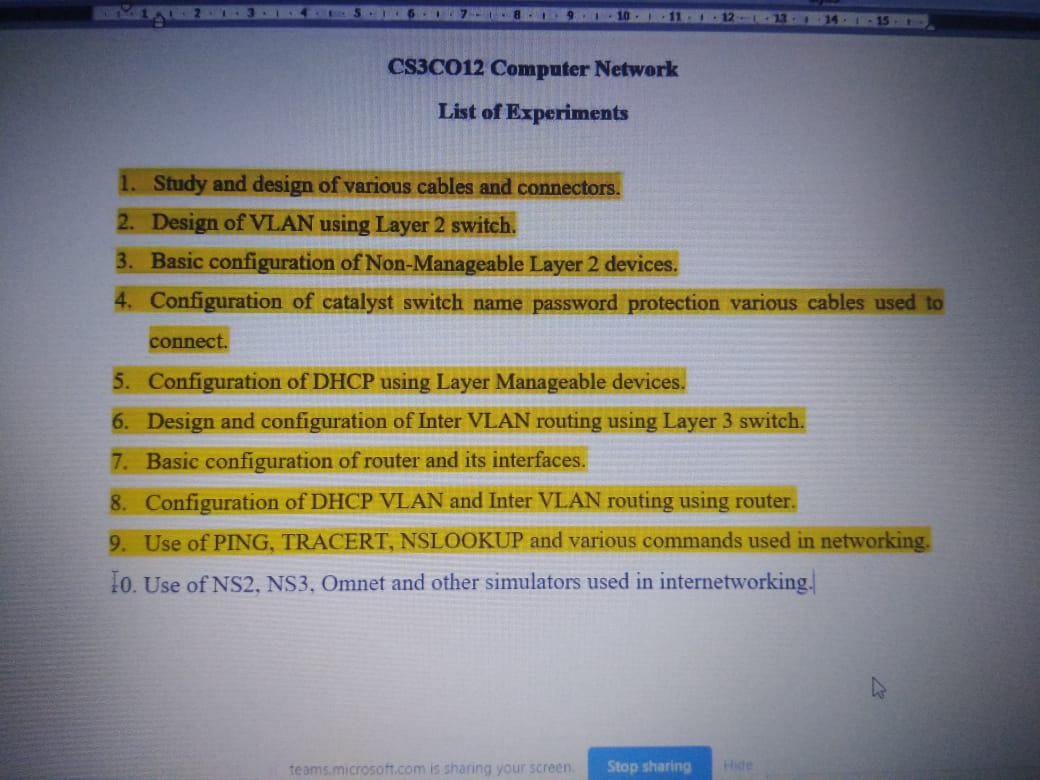 1 2 3 4 5 6 7 8 9 10 11 12 13 14 15
CS3CO12 Computer Network
List of Experiments
1. Study and design of various cables and connectors.
2. Design of VLAN using Layer 2 switch.
3. Basic configuration of Non-Manageable Layer 2 devices.
4. Configuration of catalyst switch name password protection various cables used to
connect.
5. Configuration of DHCP using Layer Manageable devices.
6. Design and configuration of Inter VLAN routing using Layer 3 switch.
7. Basic configuration of router and its interfaces.
8. Configuration of DHCP VLAN and Inter VLAN routing using router.
9. Use of PING, TRACERT, NSLOOKUP and various commands used in networking.
10. Use of NS2, NS3, Omnet and other simulators used in internetworking.
teams.microsoft.com is sharing your screen. Stop sharing Hide